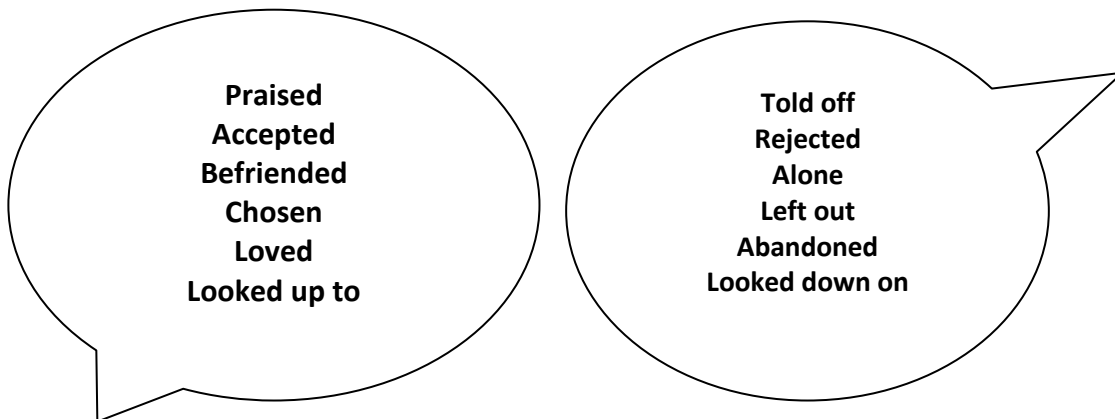 Praised
Accepted
Befriended
Chosen
Loved
Looked up to
Told off
Rejected
Alone
Left out
Abandoned
Looked down on